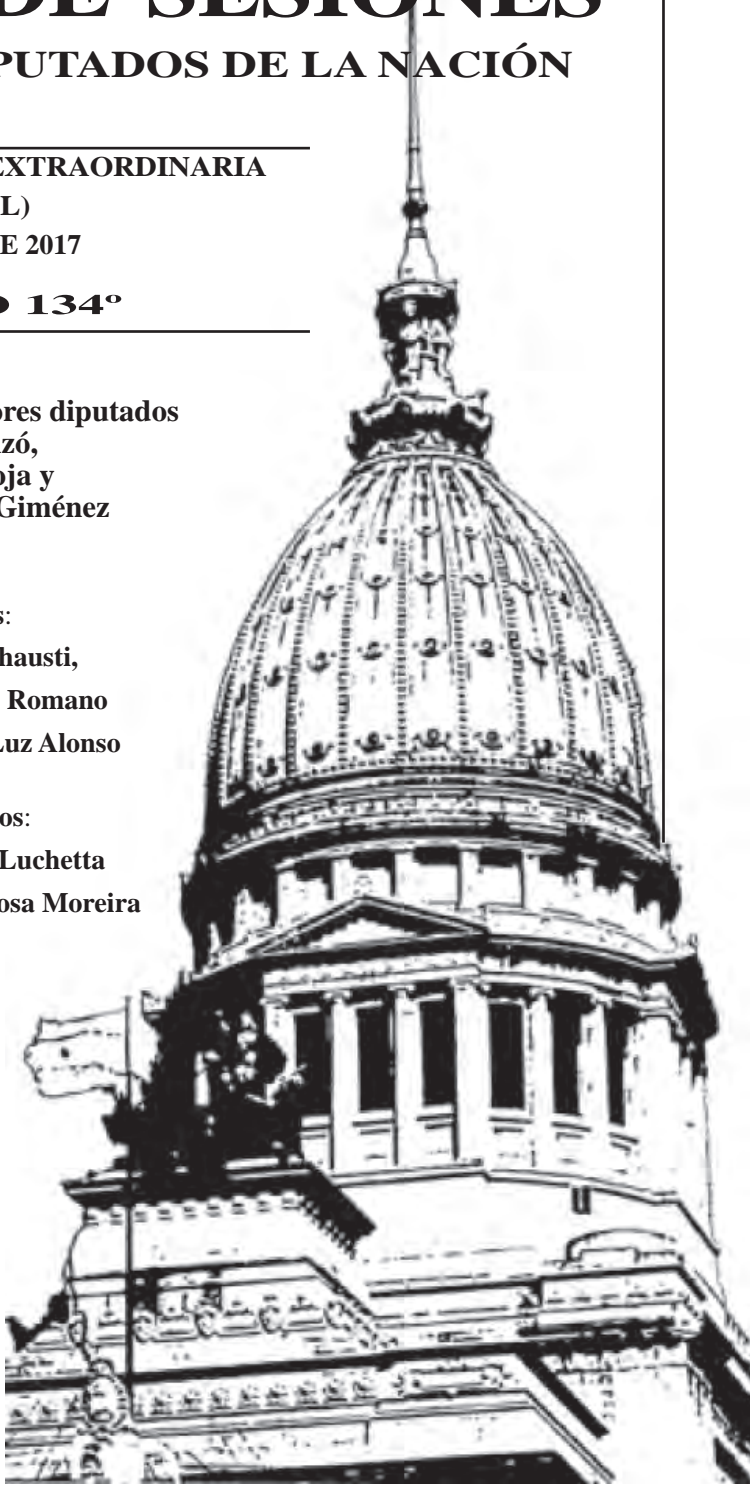 DE SESIONES
PUTADOS DE LA NACIÓN
EXTRAORDINARIA
L)
E 2017
O 134º
ores diputados
zó,
oja y
Giménez
s:
hausti,
Romano
Luz Alonso
os:
Luchetta
osa Moreira